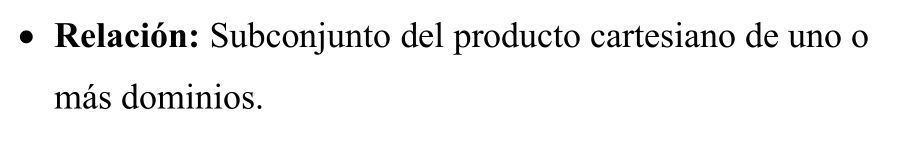 • Relación: Subconjunto del producto cartesiano de uno o
más dominios.